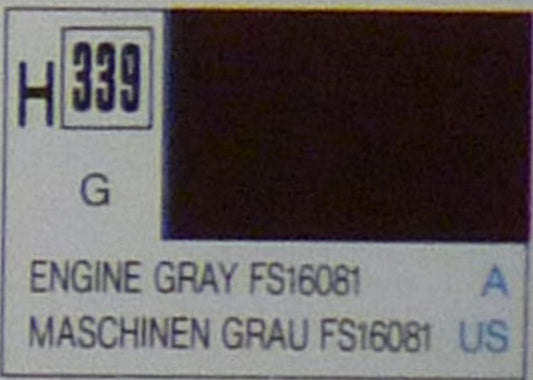 H 339
G
ENGINE GRAY FS16081 A
MASCHINEN GRAU FS16081 US